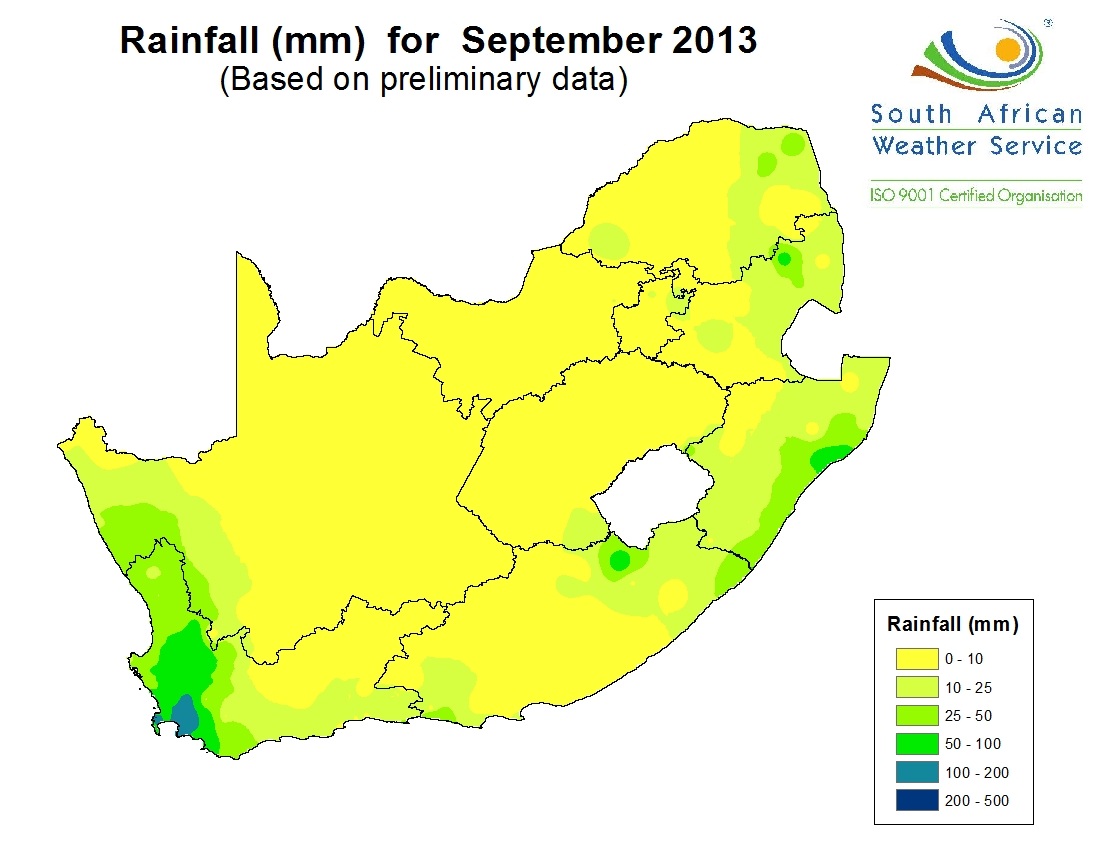 Rainfall (mm) for September 2013
(Based on preliminary data)
South African
Weather Service
ISO 9001 Certified Organisation
Rainfall (mm)
0 - 10
10 - 25
25 - 50
50 - 100
100 - 200
200 - 500